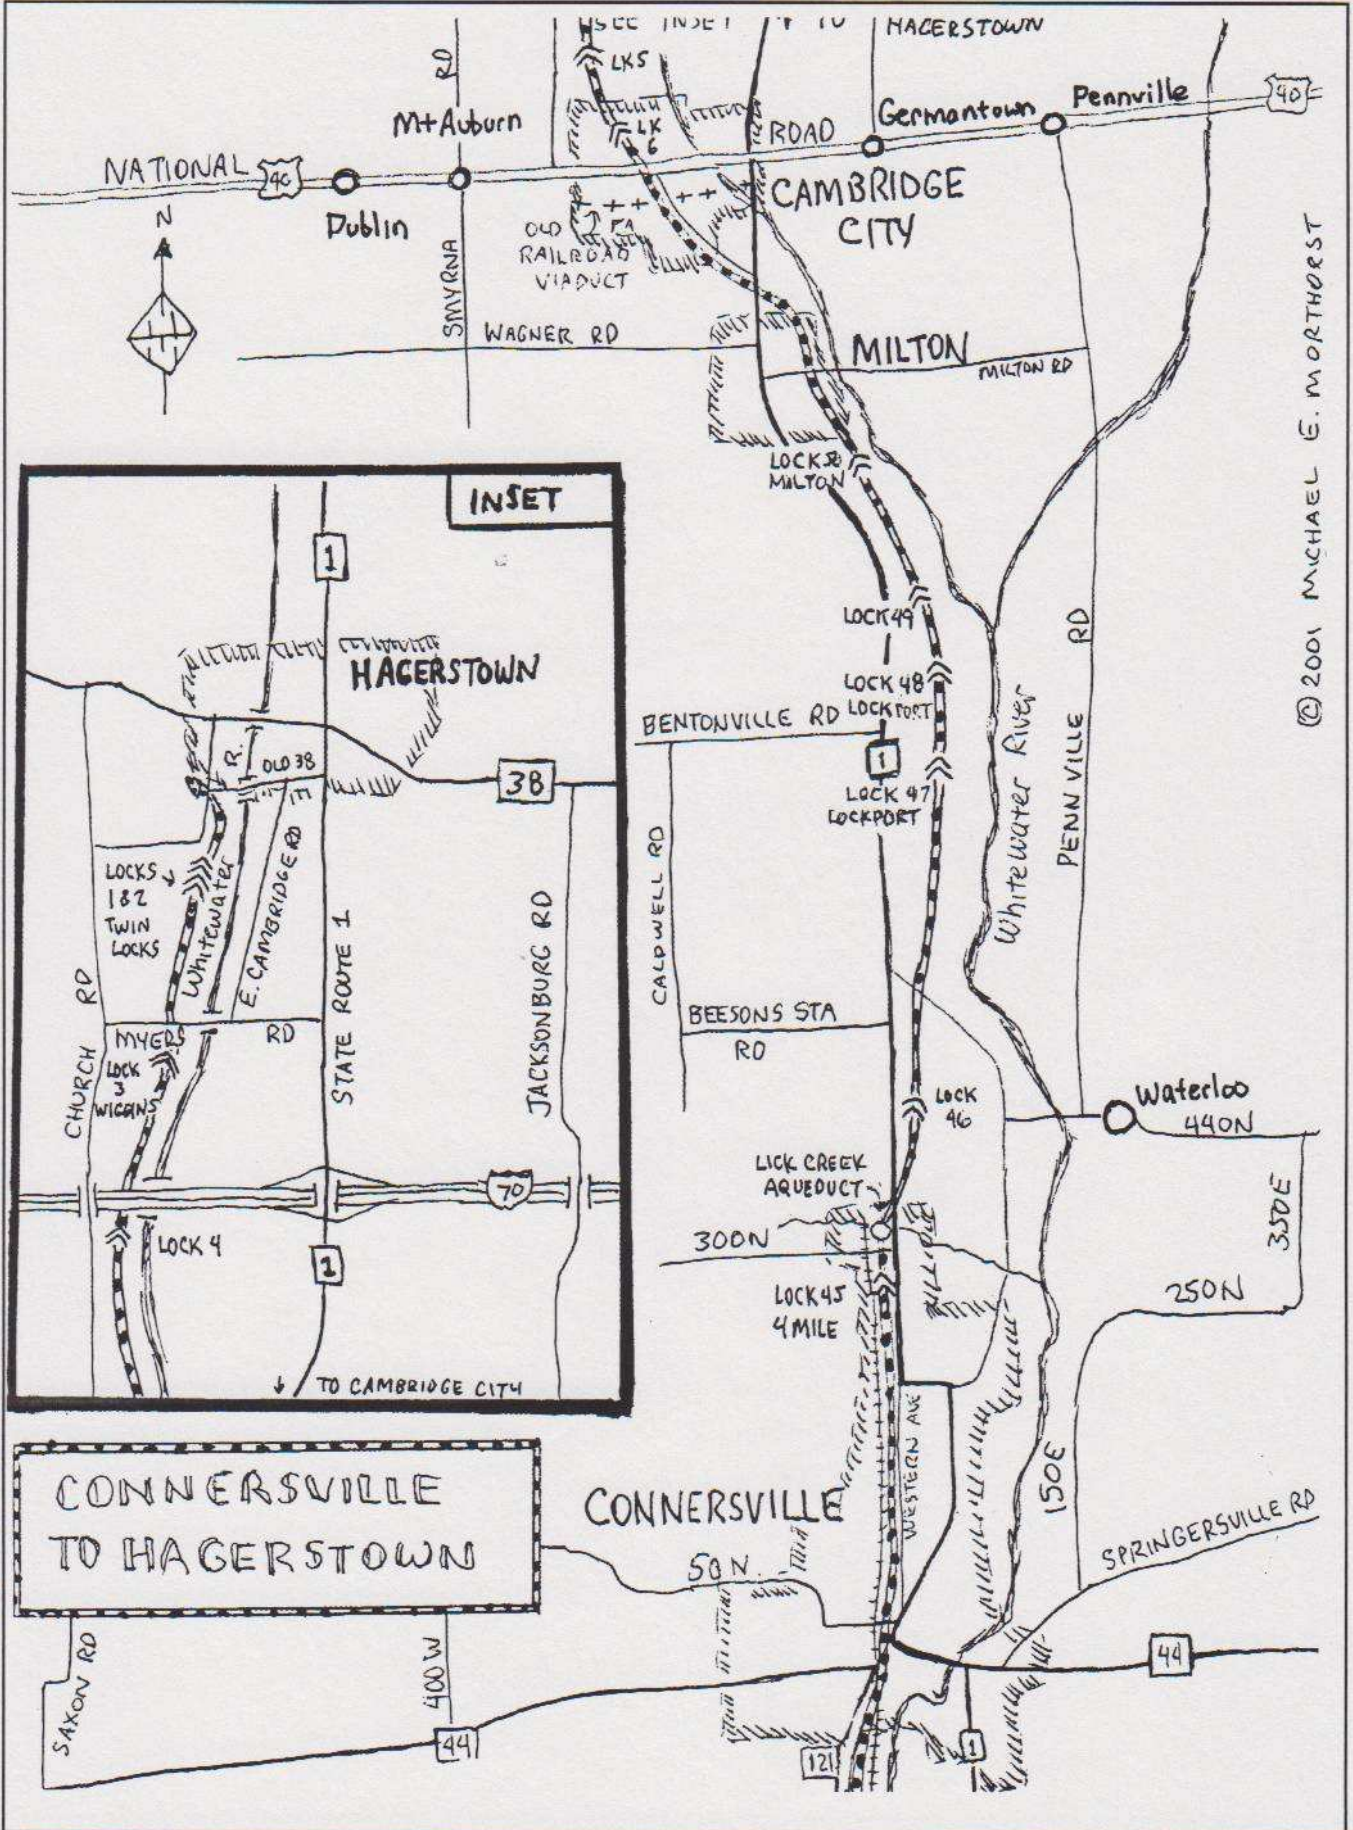 SEE INSET
TO
HAGERSTOWN
RD
LK5
LK
6
Mt Auburn
Germantown
Pennville
40
NATIONAL
40
ROAD
Dublin
CAMBRIDGE
CITY
N
OLD
RAILROAD
VIADUCT
SMYRNA
WAGNER RD
MILTON
MILTON RD
©2001 MICHAEL E. MORTHORST
LOCK
MILTON
INSET
1
HAGERSTOWN
R.
OLD 38
38
LOCKS
1&2
TWIN
LOCKS
Whitewater
E. CAMBRIDGE RD
STATE ROUTE 1
JACKSONBURG RD
CHURCH RD
MYERS RD
LOCK
3
WIGGINS
70
LOCK 4
1
TO CAMBRIDGE CITY
LOCK 49
LOCK 48
LOCKPORT
BENTONVILLE RD
1
LOCK 47
LOCKPORT
Whitewater River
PENNVILLE RD
CALDWELL RD
BEESONS STA
RD
LOCK
46
Waterloo
440N
LICK CREEK
AQUEDUCT
300N
350E
250N
LOCK 45
4 MILE
WESTERN AVE
150E
CONNERSVILLE
TO HAGERSTOWN
CONNERSVILLE
50 N.
SPRINGERSVILLE RD
SAXON RD
400 W
44
44
121
1